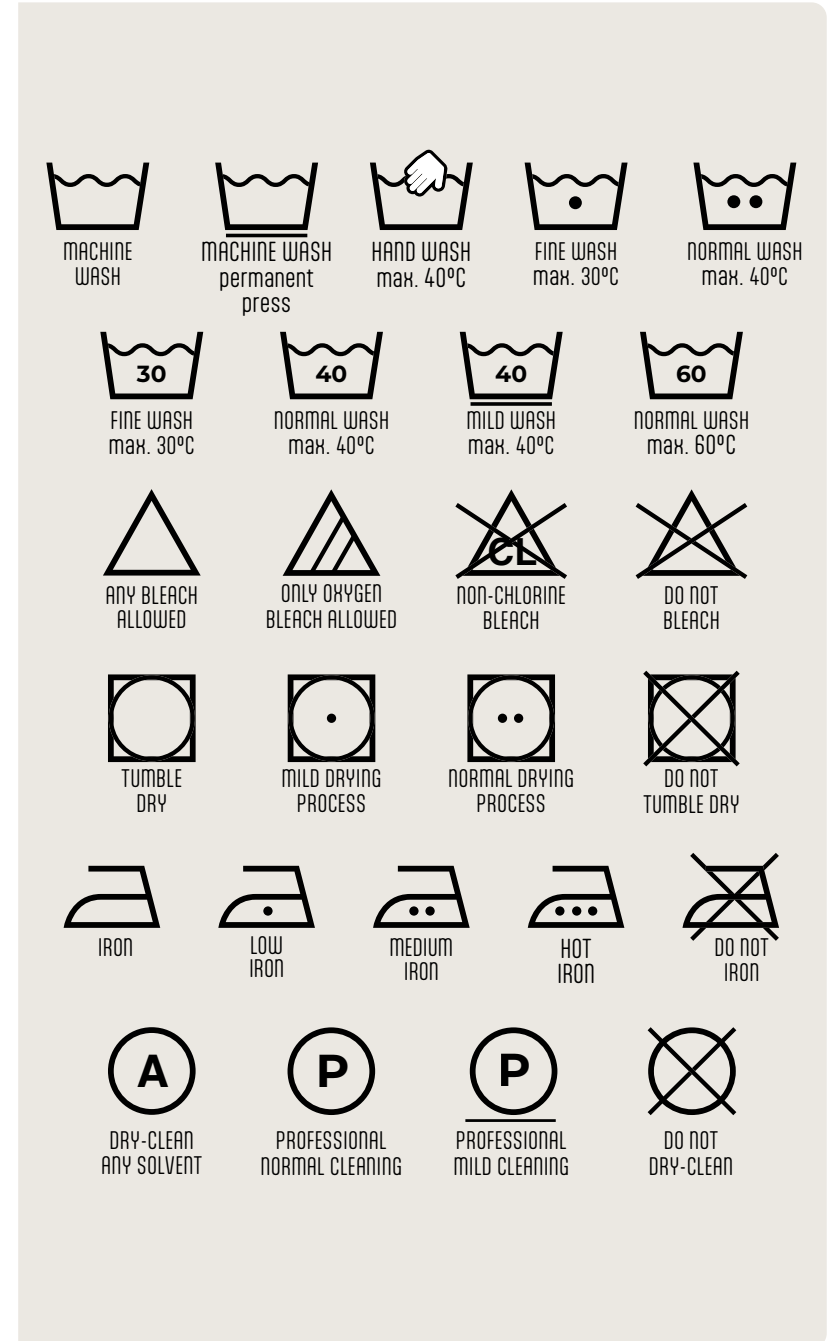 MACHINE
WASH
MACHINE WASH
permanent
press
HAND WASH
max. 40ºC
FINE WASH
max. 30ºC
NORMAL WASH
max. 40ºC
30
FINE WASH
max. 30ºC
40
NORMAL WASH
max. 40ºC
40
MILD WASH
max. 40ºC
60
NORMAL WASH
max. 60ºC
ANY BLEACH
ALLOWED
ONLY OXYGEN
BLEACH ALLOWED
CL
NON-CHLORINE
BLEACH
DO NOT
BLEACH
TUMBLE
DRY
MILD DRYING
PROCESS
NORMAL DRYING
PROCESS
DO NOT
TUMBLE DRY
IRON
LOW
IRON
MEDIUM
IRON
HOT
IRON
DO NOT
IRON
A
DRY-CLEAN
ANY SOLVENT
P
PROFESSIONAL
NORMAL CLEANING
P
PROFESSIONAL
MILD CLEANING
DO NOT
DRY-CLEAN